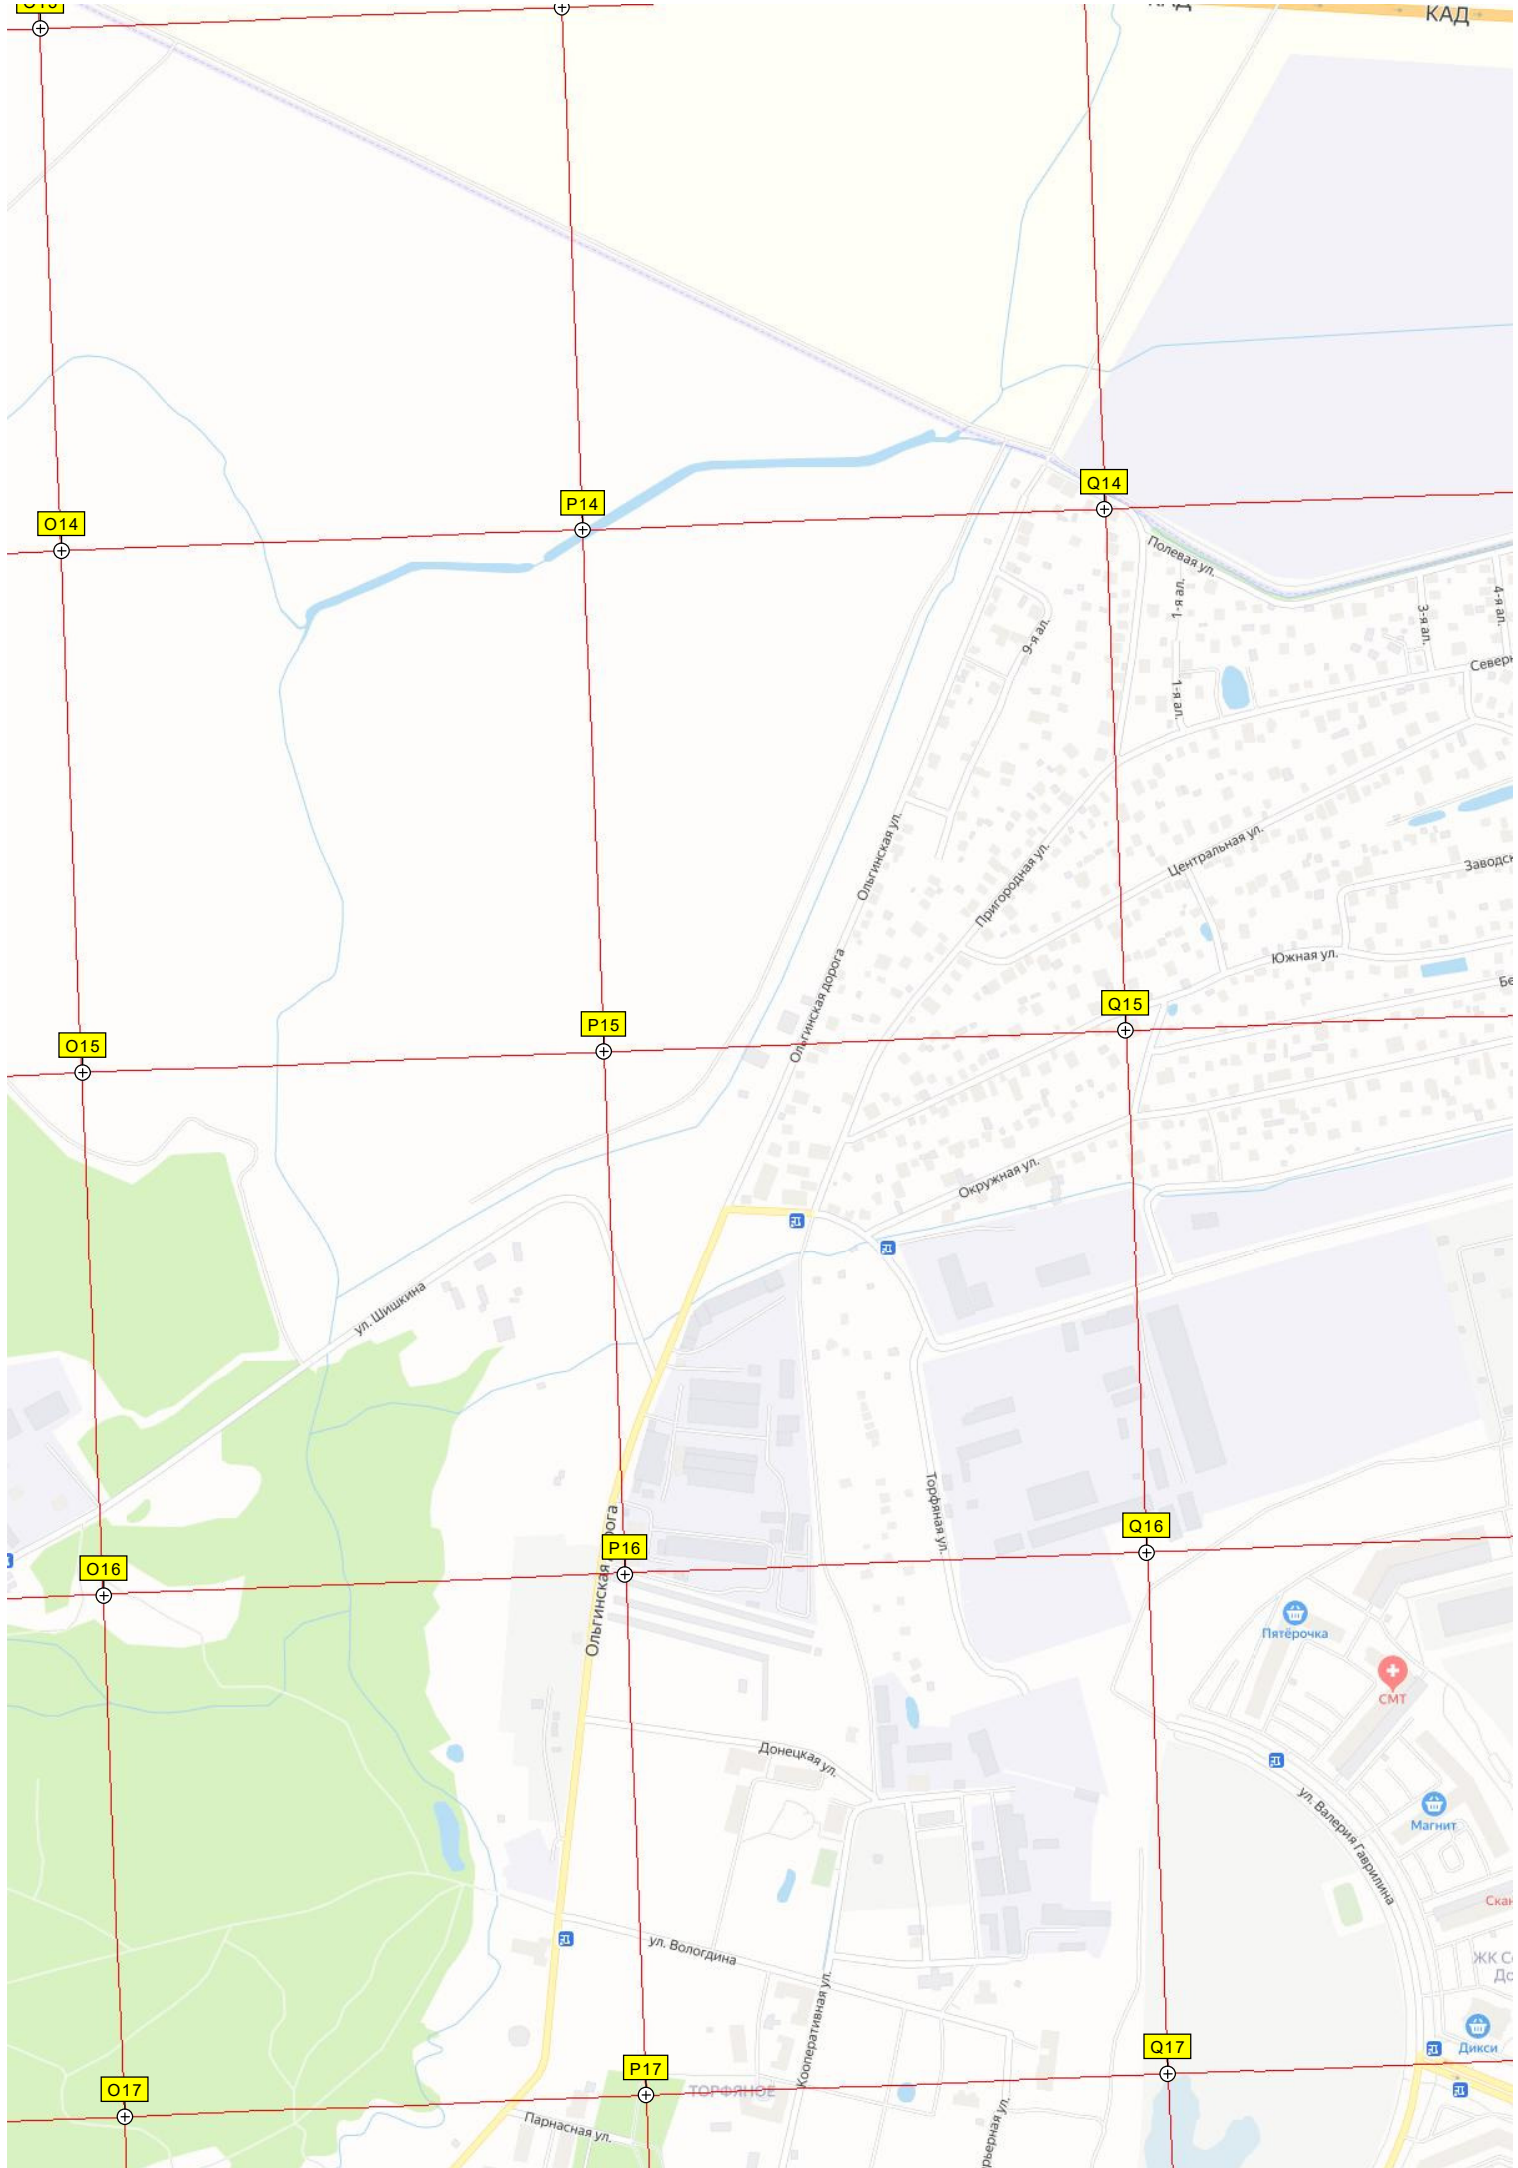 КАД
Q14
P14
O14
Полевая ул.
1-я ал.
3-я ал.
4-я ал.
9-я ал.
1-я ал.
Ольгинская ул.
Пригородная ул.
Центральная ул.
Южная ул.
Ольгинская дорога
Q15
P15
O15
Окружная ул.
ул. Шишкина
Торфяная ул.
Q16
P16
O16
Ольгинская дорога
Пятёрочка
СМТ
Донецкая ул.
ул. Валерия Гаврилина
Магнит
ул. Вологдина
Кооперативная ул.
Дикси
Q17
P17
O17
ТОРФЯНОЕ
Парнасная ул.